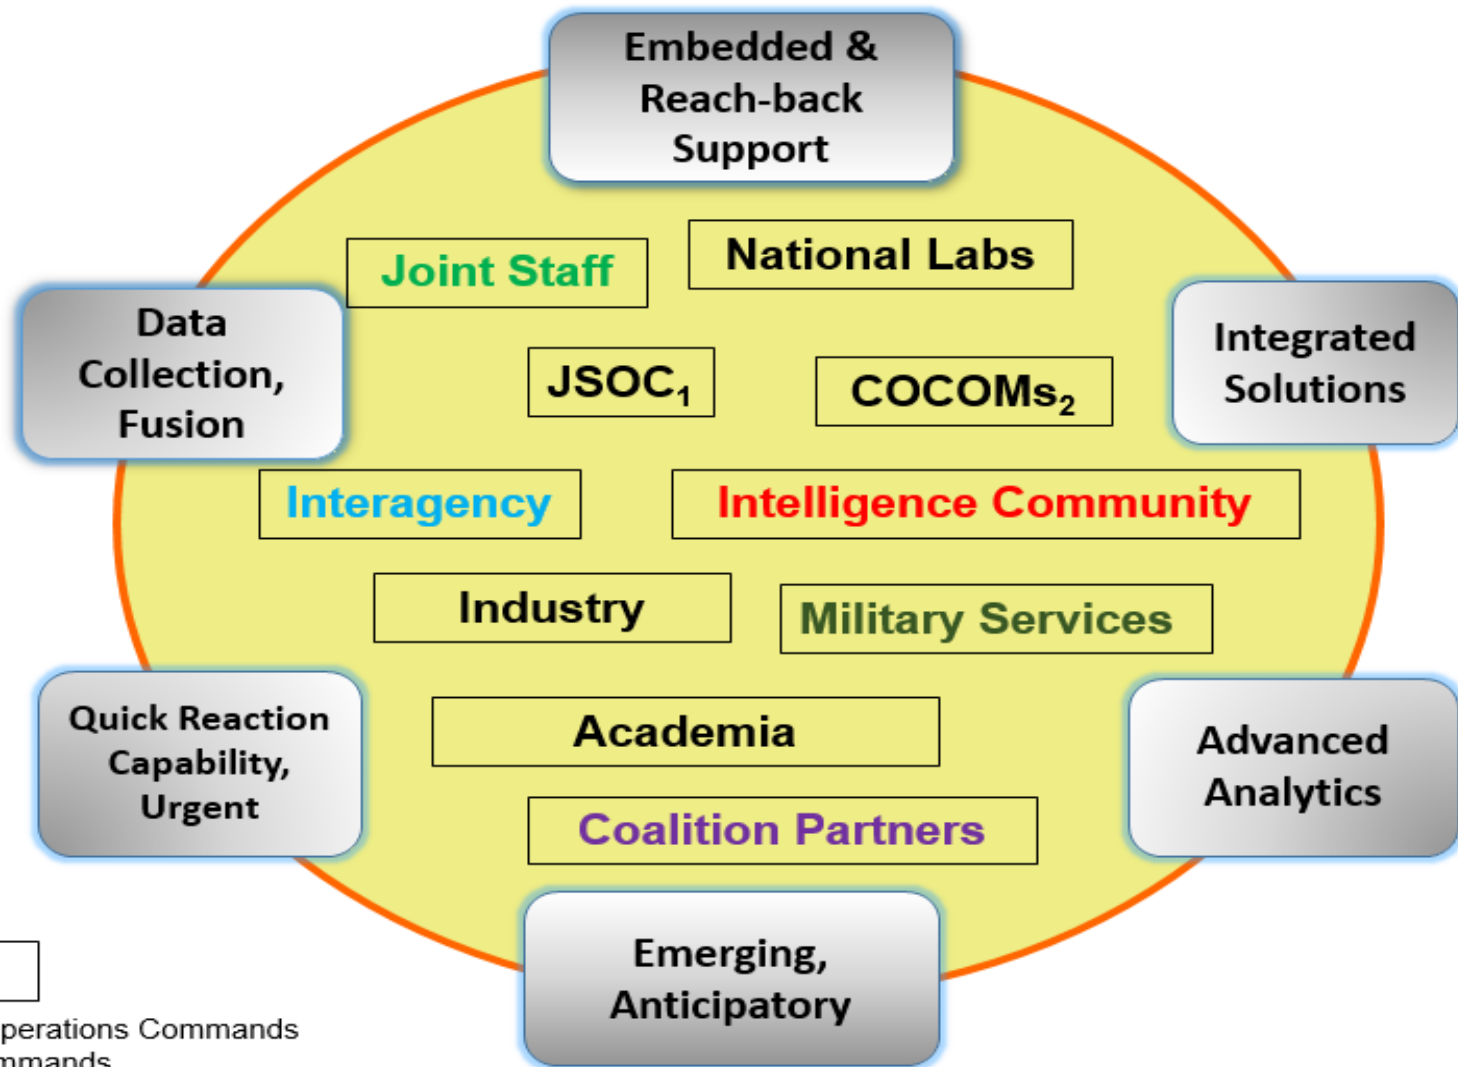 Embedded &
Reach-back
Support
Joint Staff
National Labs
Data
Collection,
Fusion
Integrated
Solutions
JSOC₁
COCOMs₂
Interagency
Intelligence Community
Industry
Military Services
Quick Reaction
Capability,
Urgent
Academia
Advanced
Analytics
Coalition Partners
Emerging,
Anticipatory
Commands